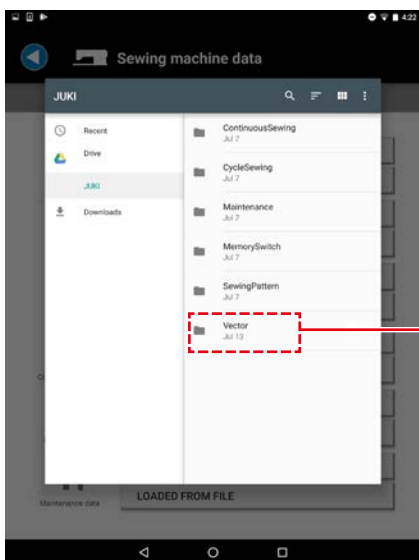 4:22
Sewing machine data
JUKI
Recent
Drive
JUKI
Downloads
ContinuousSewing
Jul 7
CycleSewing
Jul 7
Maintenance
Jul 7
MemorySwitch
Jul 7
SewingPattern
Jul 7
Vector
Jul 13
Maintenance data
LOADED FROM FILE